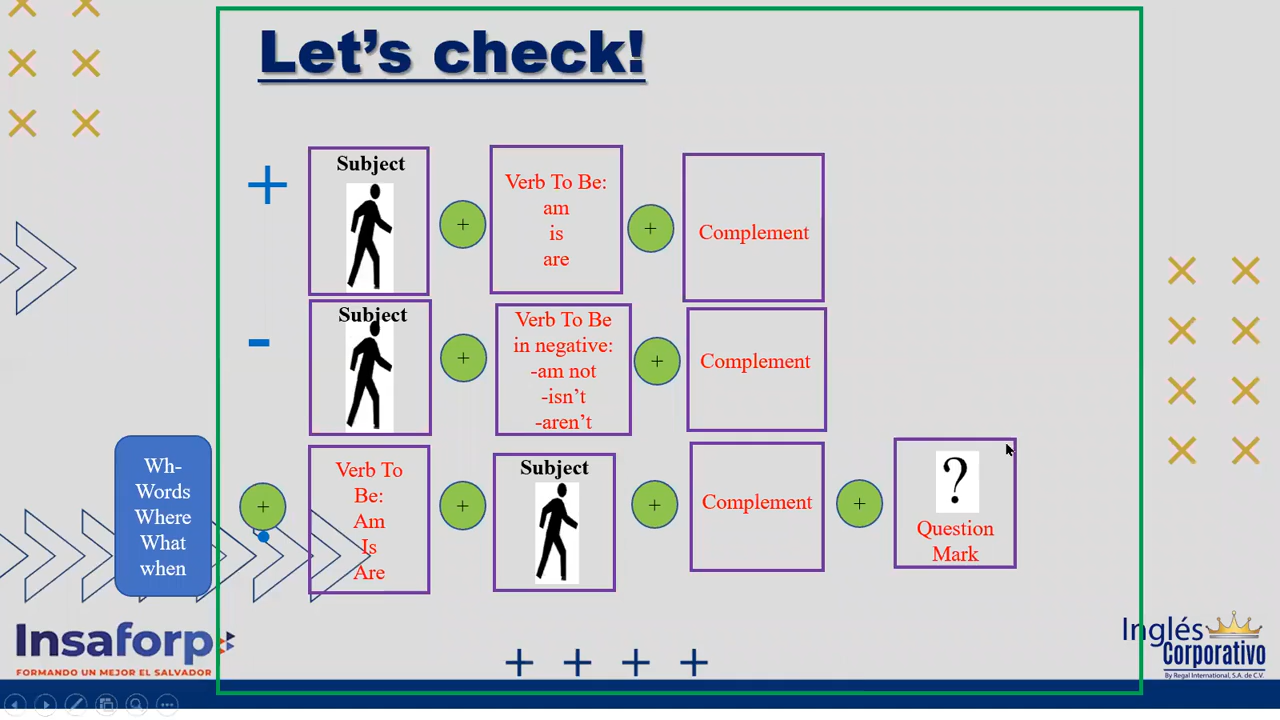 Let's check!
+
Subject
+
Verb To Be:
am
is
are
+
Complement
-
Subject
+
Verb To Be
in negative:
-am not
-isn't
-aren't
+
Complement
Wh-
Words
Where
What
when
+
Verb To
Be:
Am
Is
Are
+
Subject
+
Complement
+
?
Question
Mark
Insaforp
FORMANDO UN MEJOR EL SALVADOR
+ + + +
Inglés
Corporativo
By Regal International, S.A. de C.V.